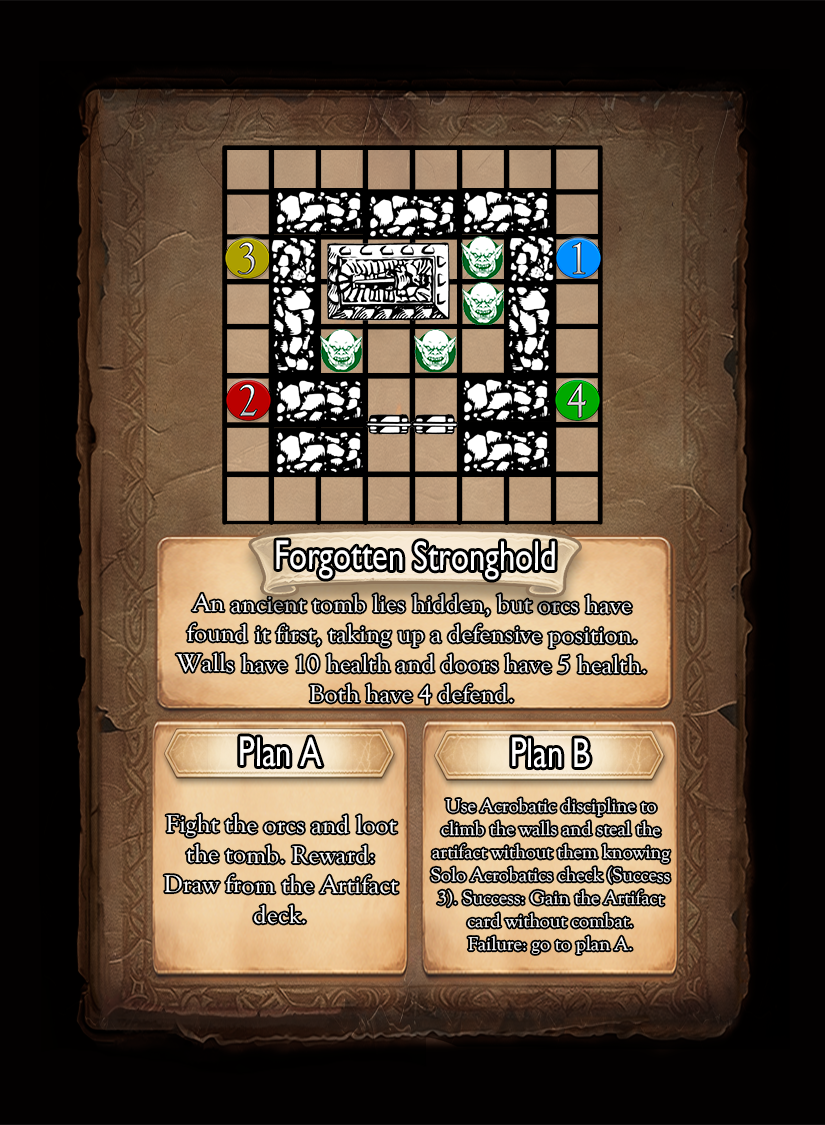 3
1
2
4
Forgotten Stronghold
An ancient tomb lies hidden, but orcs have
found it first, taking up a defensive position.
Walls have 10 health and doors have 5 health.
Both have 4 defend.
Plan A
Fight the orcs and loot
the tomb. Reward:
Draw from the Artifact
deck.
Plan B
Use Acrobatic discipline to
climb the walls and steal the
artifact without them knowing
Solo Acrobatics check (Success
3). Success: Gain the Artifact
card without combat.
Failure: go to plan A.